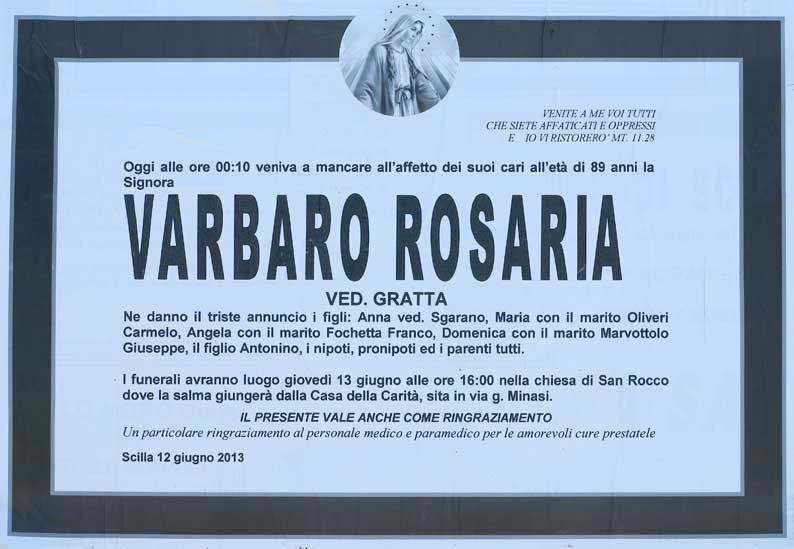 VENITE A ME VOI TUTTI
CHE SIETE AFFATICATI E OPPRESSI
E IO VI RISTORERO' MT. 11.28
Oggi alle ore 00:10 veniva a mancare all'affetto dei suoi cari all'età di 89 anni la
Signora
VARBARO ROSARIA
VED. GRATTA
Ne danno il triste annuncio i figli: Anna ved. Sgarano, Maria con il marito Oliveri
Carmelo, Angela con il marito Fochetta Franco, Domenica con il marito Marvottolo
Giuseppe, il figlio Antonino, i nipoti, pronipoti ed i parenti tutti.
I funerali avranno luogo giovedì 13 giugno alle ore 16:00 nella chiesa di San Rocco
dove la salma giungerà dalla Casa della Carità, sita in via g. Minasi.
IL PRESENTE VALE ANCHE COME RINGRAZIAMENTO
Un particolare ringraziamento al personale medico e paramedico per le amorevoli cure prestatele
Scilla 12 giugno 2013